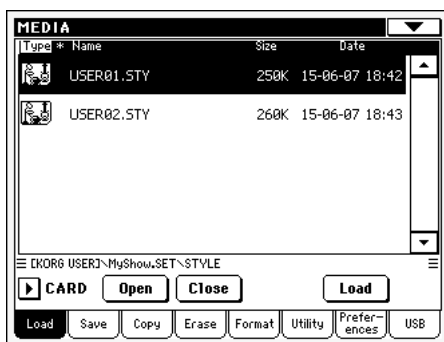 MEDIA
Type * Name Size Date
USER01.STY 250K 15-06-07 18:42
USER02.STY 260K 15-06-07 18:43
[KORG USER]\MyShow.SET\STYLE
CARD Open Close Load
Load Save Copy Erase Format Utility Prefer-
ences USB